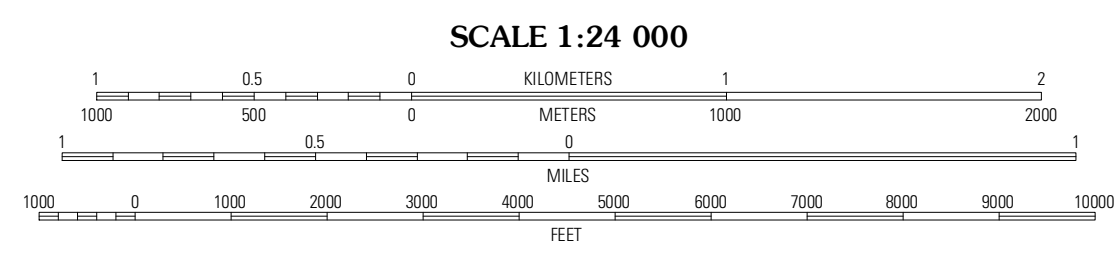 SCALE 1:24 000
1 0.5 0 KILOMETERS 1 2
1000 500 0 METERS 1000 2000
1 0.5 0 1
MILES
1000 0 1000 2000 3000 4000 5000 6000 7000 8000 9000 10000
FEET